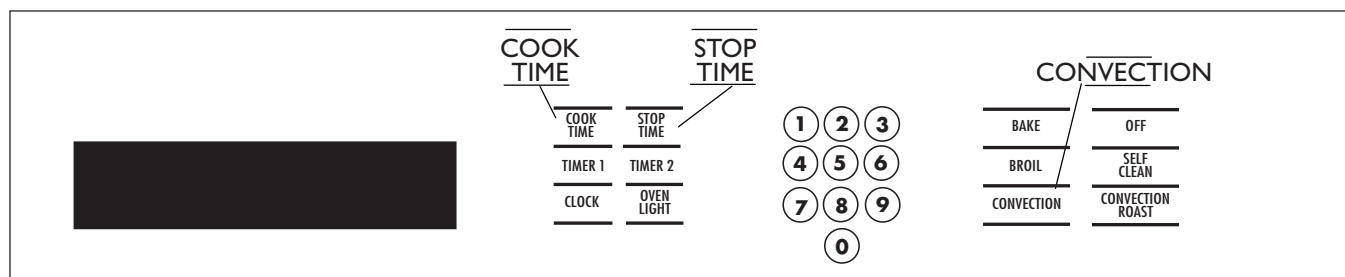 COOK
TIME
STOP
TIME
CONVECTION
COOK
TIME
STOP
TIME
TIMER 1
TIMER 2
CLOCK
OVEN
LIGHT
1 2 3
4 5 6
7 8 9
0
BAKE
OFF
BROIL
SELF
CLEAN
CONVECTION
CONVECTION
ROAST